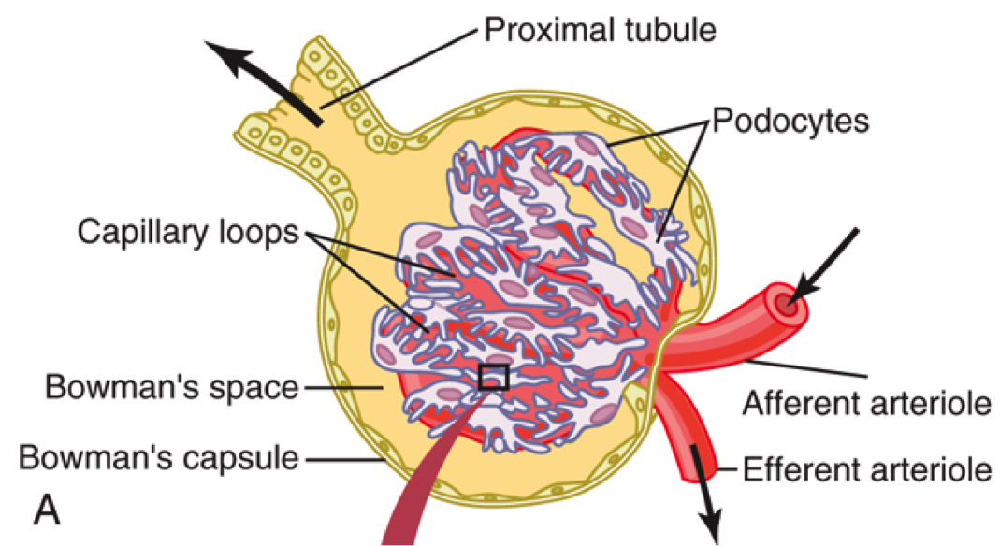 Proximal tubule
Podocytes
Capillary loops
Bowman's space
Afferent arteriole
Bowman's capsule
Efferent arteriole
A